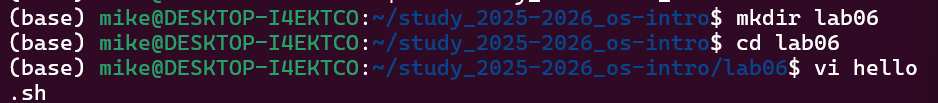 (base) mike@DESKTOP-I4EKTCO:~/study_2025-2026_os-intro$ mkdir lab06
(base) mike@DESKTOP-I4EKTCO:~/study_2025-2026_os-intro$ cd lab06
(base) mike@DESKTOP-I4EKTCO:~/study_2025-2026_os-intro/lab06$ vi hello
.sh